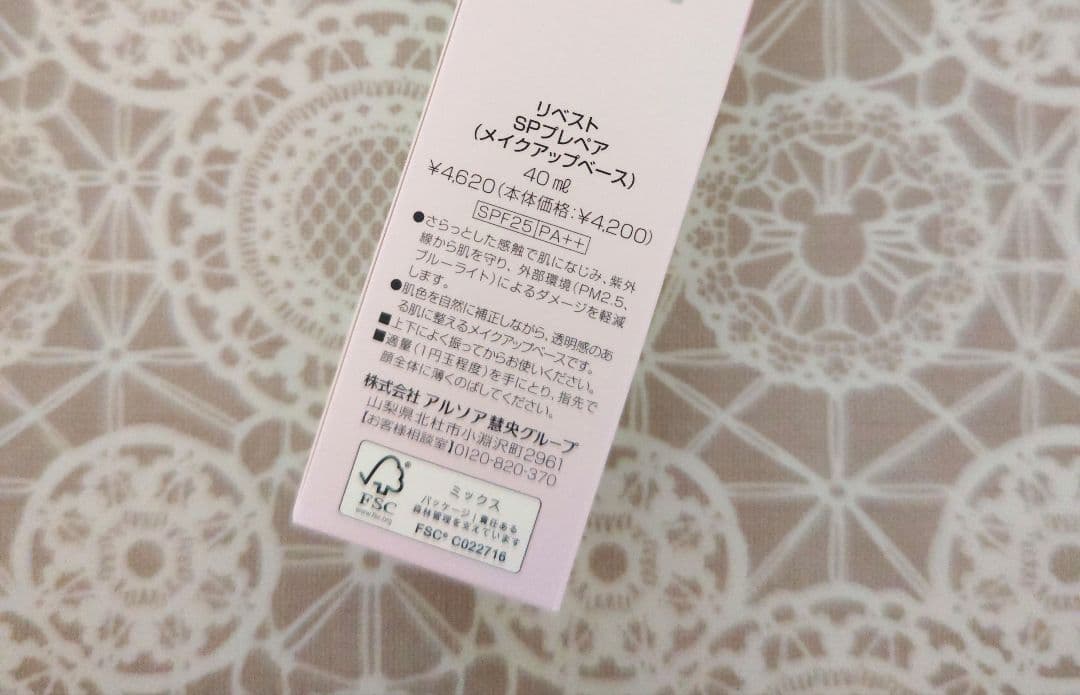 リベスト
SPプレペア
(メイクアップベース)
40㎖
¥4,620(本体価格:¥4,200)
SPF25 PA++
●さらっとした感触で肌になじみ、紫外
線から肌を守り、外部環境(PM2.5、
ブルーライト)によるダメージを軽減
します。
●肌色を自然に補正しながら、透明感のあ
る肌に整えるメイクアップベースです。
■上下によく振ってからお使いください。
■適量(1円玉程度)を手にとり、指先で
顔全体に薄くのばしてください。
株式会社 アルソア慧央グループ
山梨県北杜市小淵沢町2961
【お客様相談室】0120-820-370
FSC®
www.fsc.org
ミックス
パッケージ|責任ある
森林管理を支えています
FSC® C022716